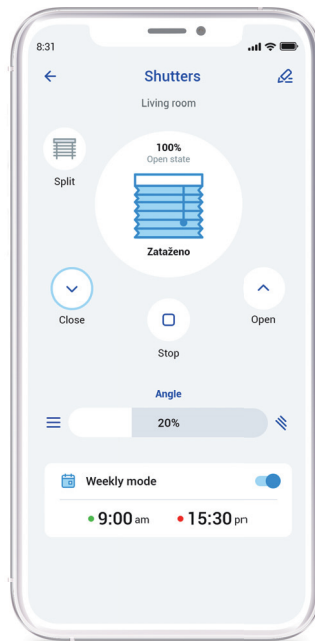 8:31
Shutters
Living room
100%
Open state
Split
Zataženo
Close
Open
Stop
Angle
20%
Weekly mode
9:00 am
15:30 pm